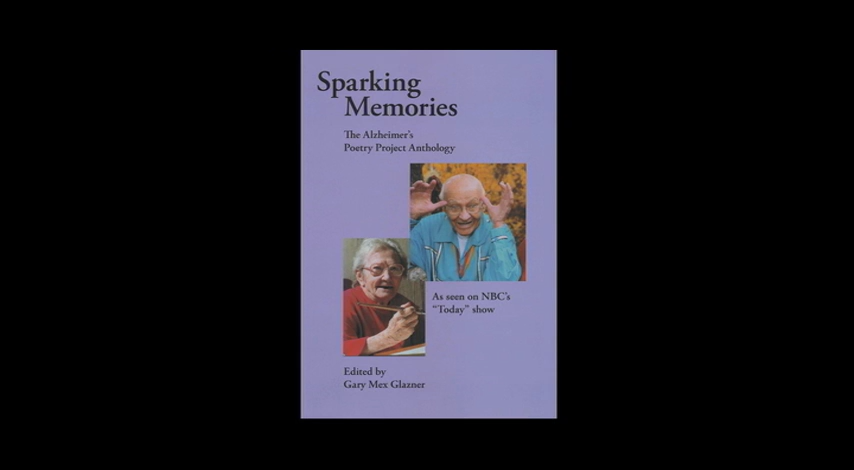 Sparking
Memories
The Alzheimer's
Poetry Project Anthology
As seen on NBC's
"Today" show
Edited by
Gary Mex Glazner